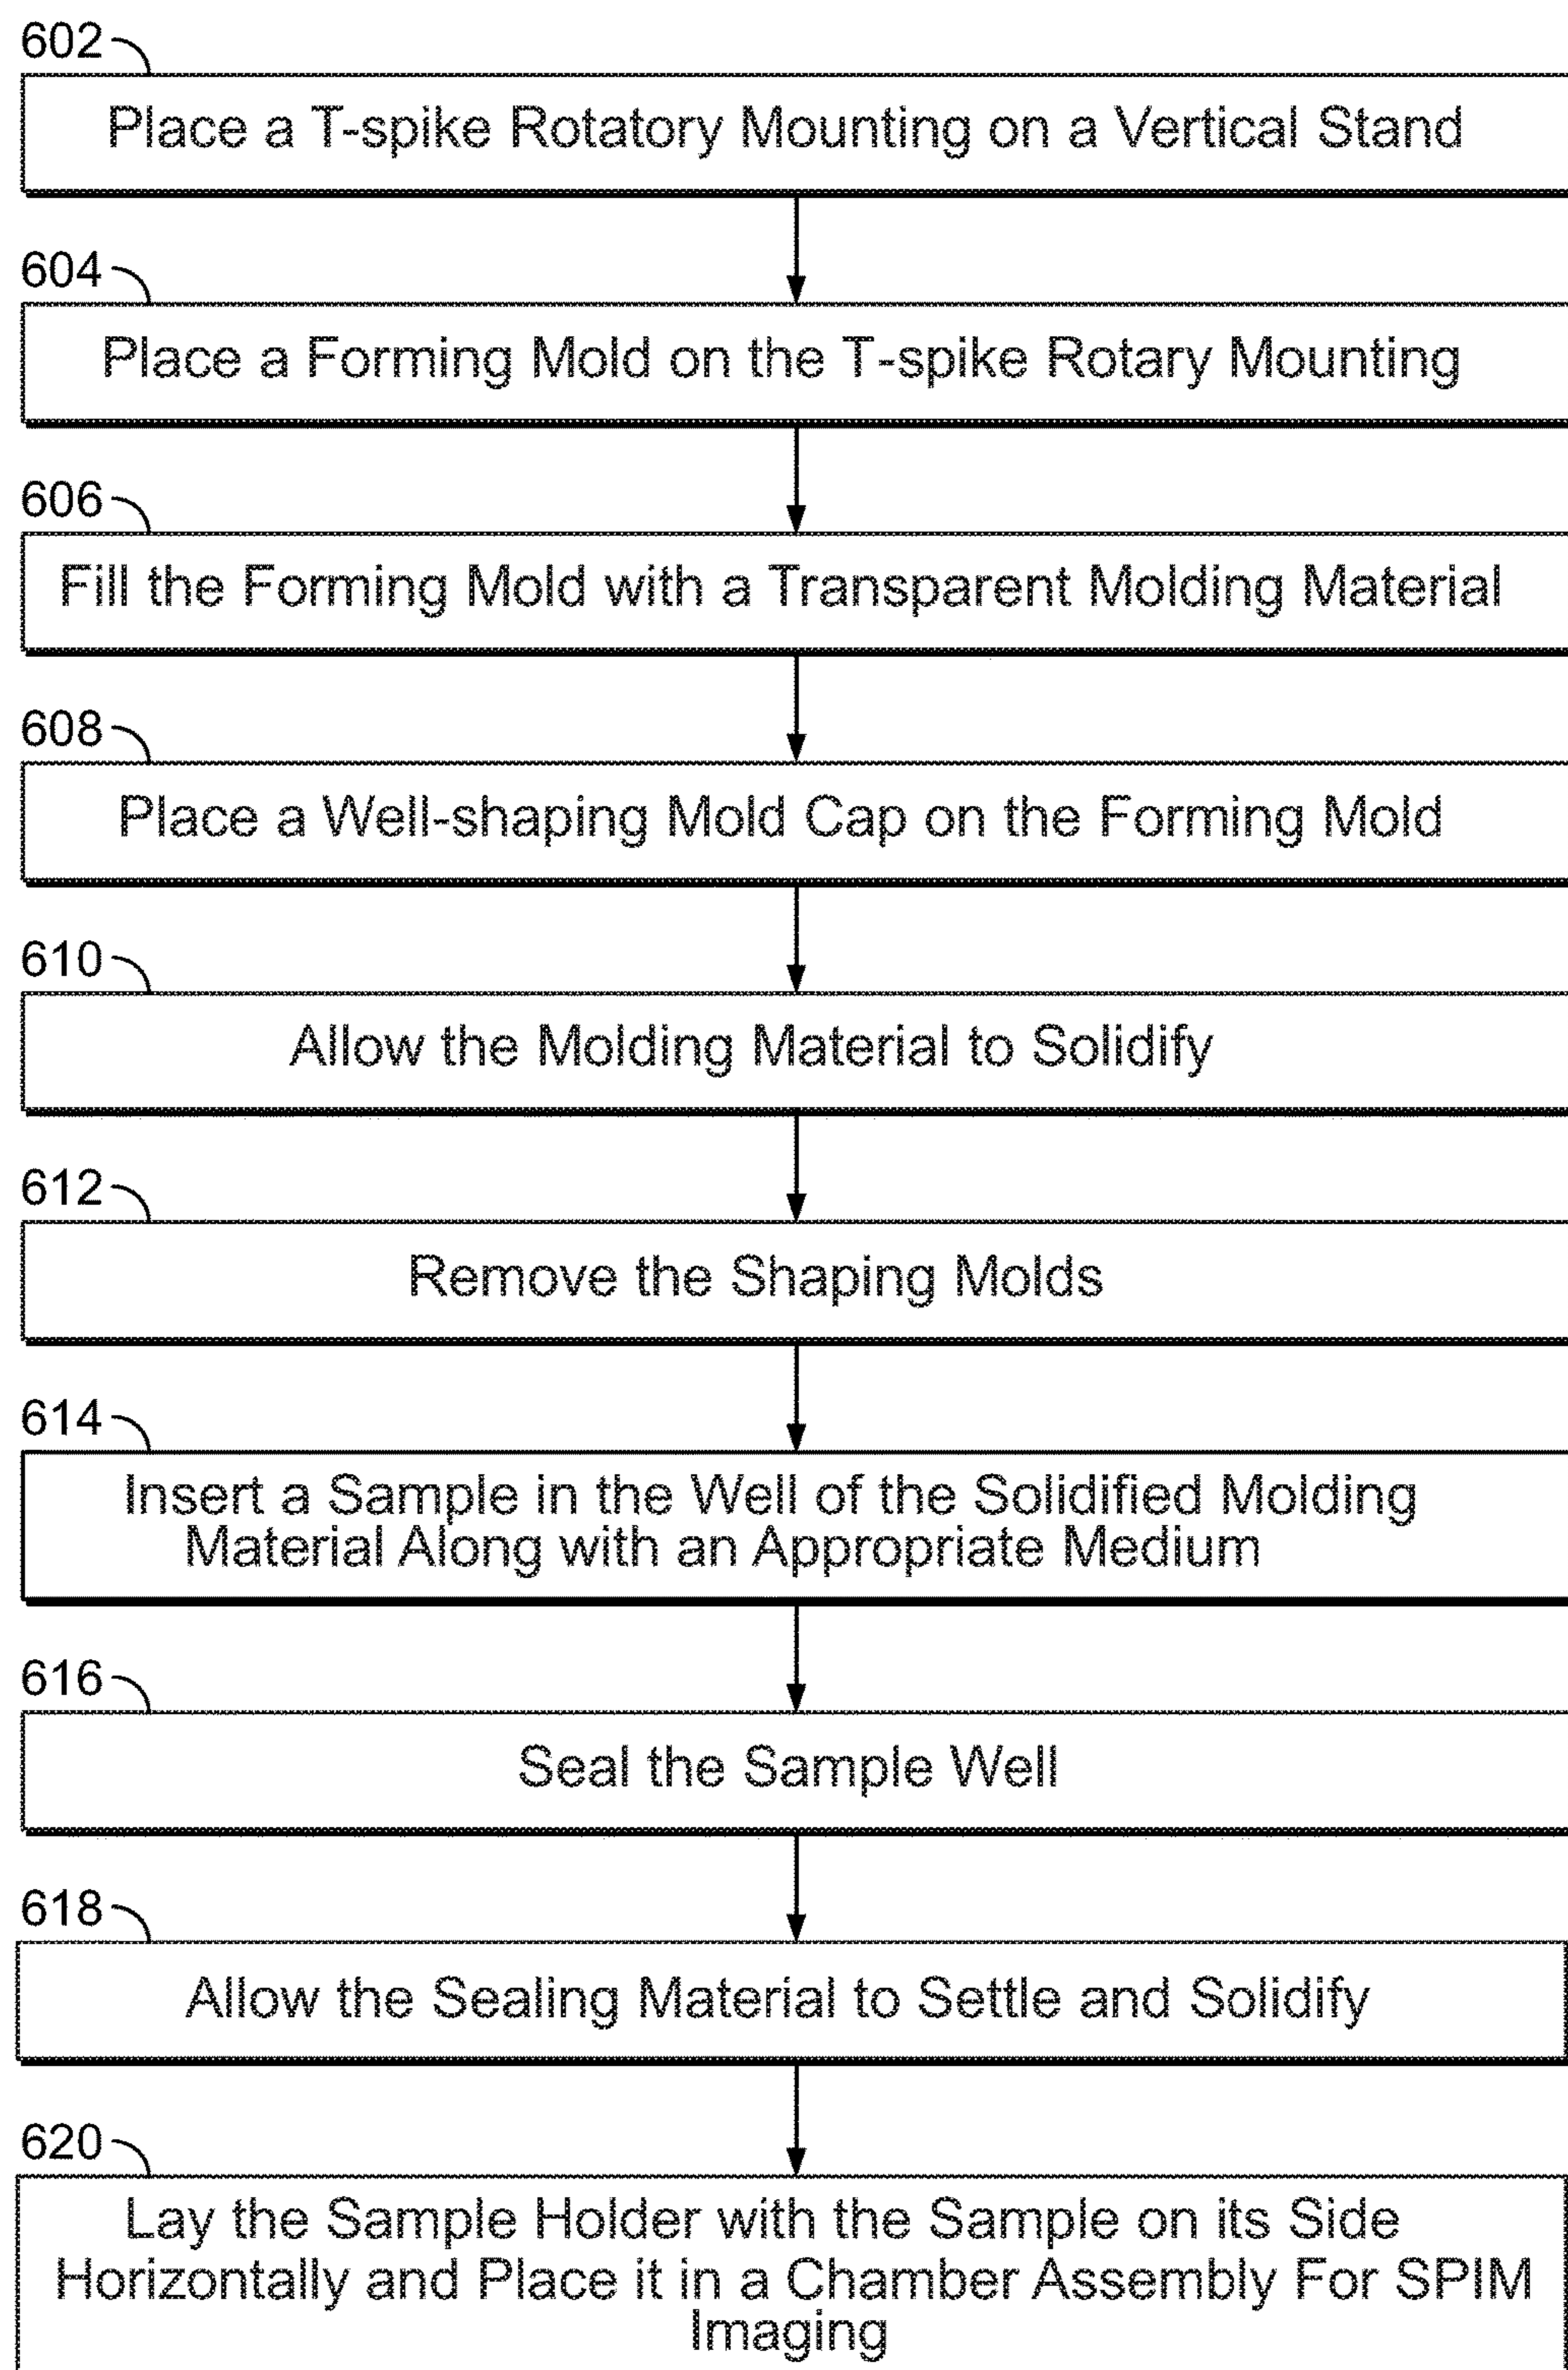 602
Place a T-spike Rotatory Mounting on a Vertical Stand
604
Place a Forming Mold on the T-spike Rotary Mounting
606
Fill the Forming Mold with a Transparent Molding Material
608
Place a Well-shaping Mold Cap on the Forming Mold
610
Allow the Molding Material to Solidify
612
Remove the Shaping Molds
614
Insert a Sample in the Well of the Solidified Molding
Material Along with an Appropriate Medium
616
Seal the Sample Well
618
Allow the Sealing Material to Settle and Solidify
620
Lay the Sample Holder with the Sample on its Side
Horizontally and Place it in a Chamber Assembly For SPIM
Imaging